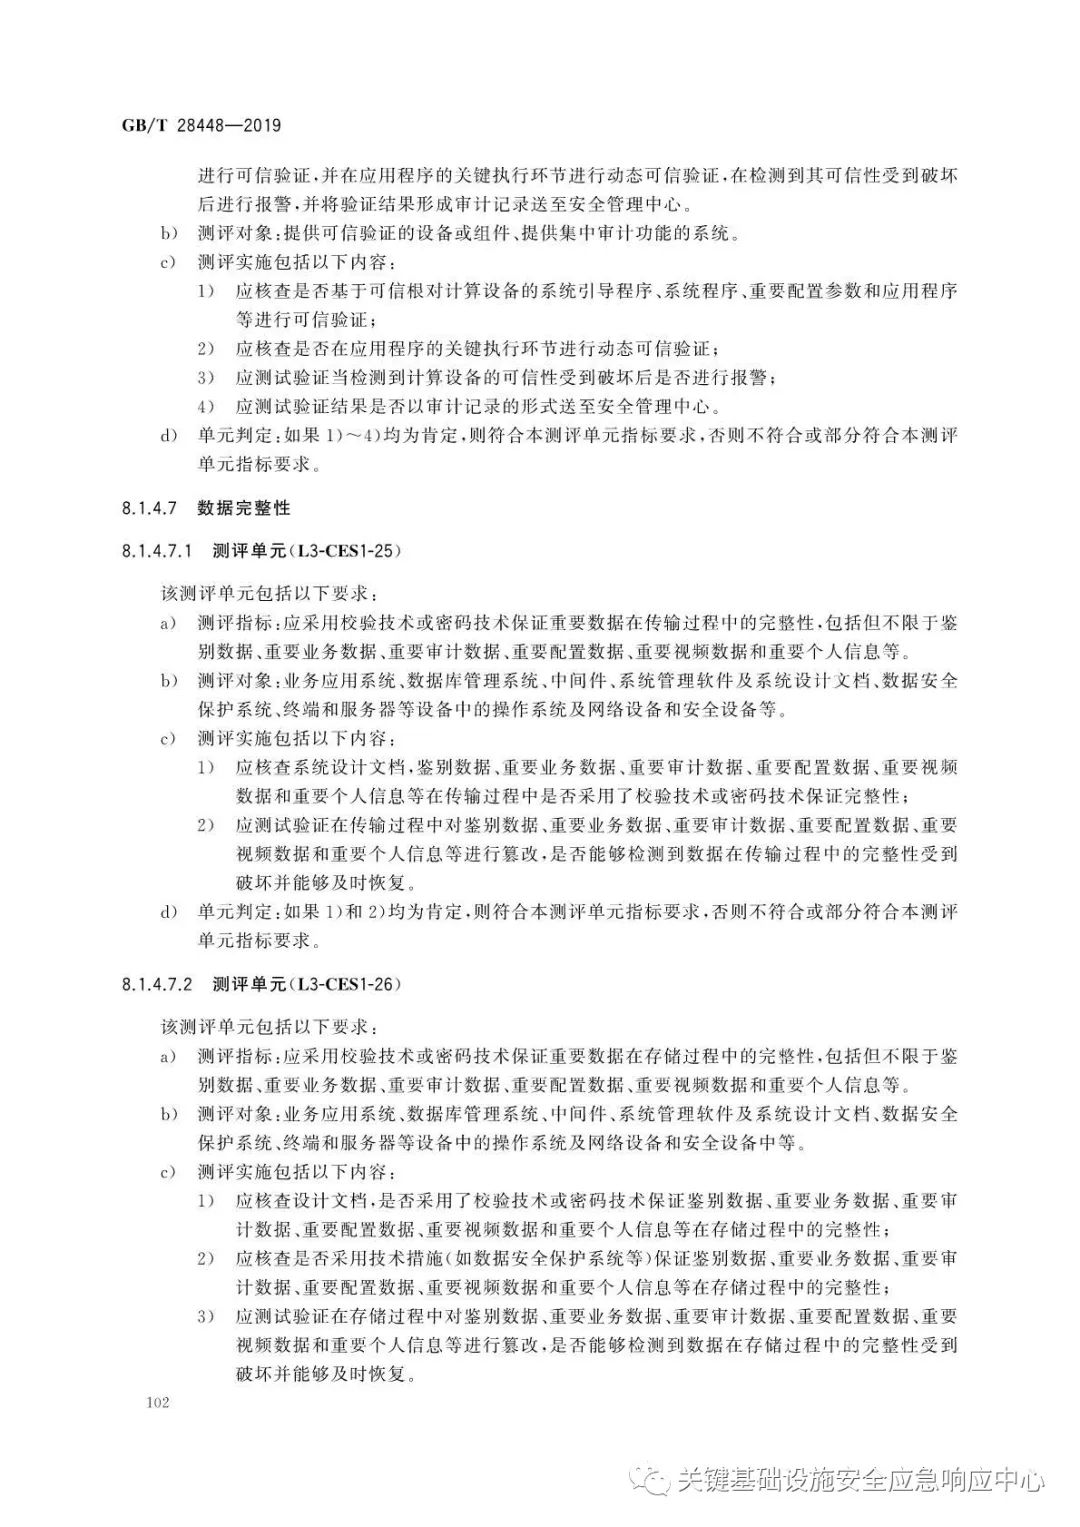 GB/T 28448—2019
进行可信验证,并在应用程序的关键执行环节进行动态可信验证,在检测到其可信性受到破坏
后进行报警,并将验证结果形成审计记录送至安全管理中心。
b) 测评对象:提供可信验证的设备或组件、提供集中审计功能的系统。
c) 测评实施包括以下内容:
1) 应核查是否基于可信根对计算设备的系统引导程序、系统程序、重要配置参数和应用程序
等进行可信验证;
2) 应核查是否在应用程序的关键执行环节进行动态可信验证;
3) 应测试验证当检测到计算设备的可信性受到破坏后是否进行报警;
4) 应测试验证结果是否以审计记录的形式送至安全管理中心。
d) 单元判定:如果 1)～4)均为肯定,则符合本测评单元指标要求,否则不符合或部分符合本测评
单元指标要求。
8.1.4.7 数据完整性
8.1.4.7.1 测评单元(L3-CES1-25)
该测评单元包括以下要求:
a) 测评指标:应采用校验技术或密码技术保证重要数据在传输过程中的完整性,包括但不限于鉴
别数据、重要业务数据、重要审计数据、重要配置数据、重要视频数据和重要个人信息等。
b) 测评对象:业务应用系统、数据库管理系统、中间件、系统管理软件及系统设计文档、数据安全
保护系统、终端和服务器等设备中的操作系统及网络设备和安全设备等。
c) 测评实施包括以下内容:
1) 应核查系统设计文档,鉴别数据、重要业务数据、重要审计数据、重要配置数据、重要视频
数据和重要个人信息等在传输过程中是否采用了校验技术或密码技术保证完整性;
2) 应测试验证在传输过程中对鉴别数据、重要业务数据、重要审计数据、重要配置数据、重要
视频数据和重要个人信息等进行篡改,是否能够检测到数据在传输过程中的完整性受到
破坏并能够及时恢复。
d) 单元判定:如果 1)和 2)均为肯定,则符合本测评单元指标要求,否则不符合或部分符合本测评
单元指标要求。
8.1.4.7.2 测评单元(L3-CES1-26)
该测评单元包括以下要求:
a) 测评指标:应采用校验技术或密码技术保证重要数据在存储过程中的完整性,包括但不限于鉴
别数据、重要业务数据、重要审计数据、重要配置数据、重要视频数据和重要个人信息等。
b) 测评对象:业务应用系统、数据库管理系统、中间件、系统管理软件及系统设计文档、数据安全
保护系统、终端和服务器等设备中的操作系统及网络设备和安全设备中等。
c) 测评实施包括以下内容:
1) 应核查设计文档,是否采用了校验技术或密码技术保证鉴别数据、重要业务数据、重要审
计数据、重要配置数据、重要视频数据和重要个人信息等在存储过程中的完整性;
2) 应核查是否采用技术措施(如数据安全保护系统等)保证鉴别数据、重要业务数据、重要审
计数据、重要配置数据、重要视频数据和重要个人信息等在存储过程中的完整性;
3) 应测试验证在存储过程中对鉴别数据、重要业务数据、重要审计数据、重要配置数据、重要
视频数据和重要个人信息等进行篡改,是否能够检测到数据在存储过程中的完整性受到
破坏并能够及时恢复。
102
关键基础设施安全应急响应中心